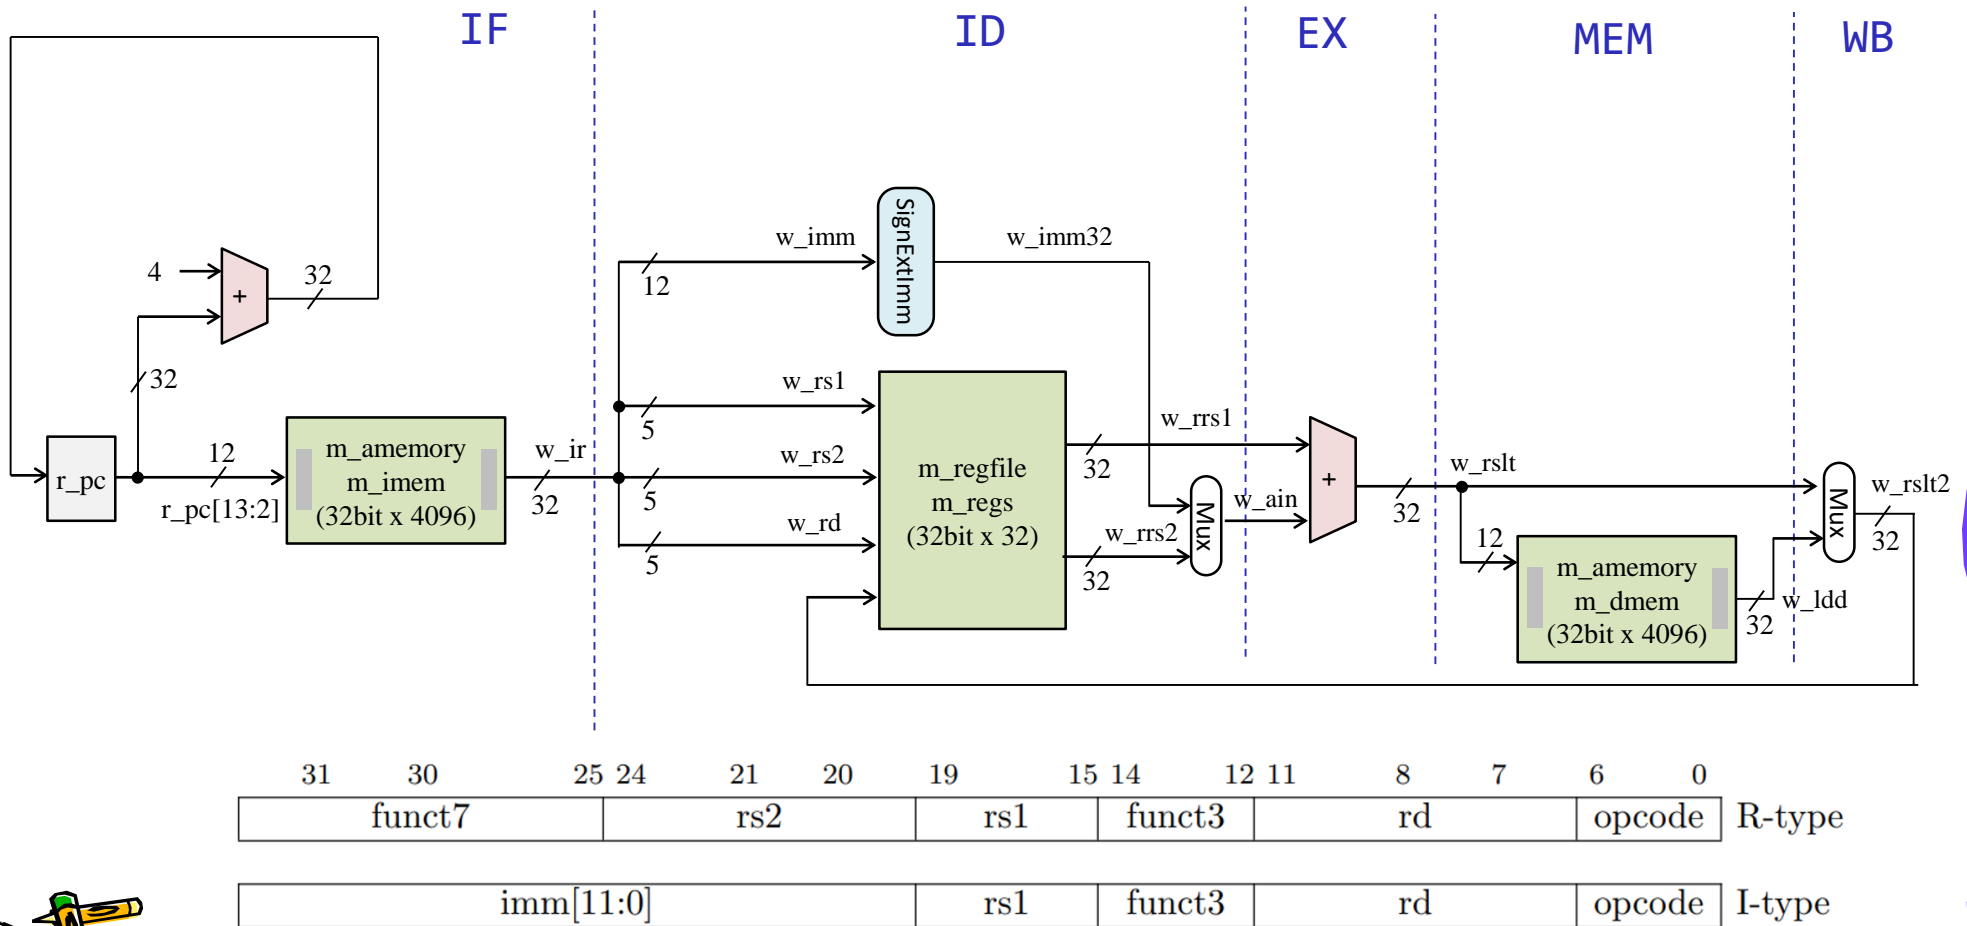 IF
ID
EX
MEM
WB
4
+
32
32
r_pc
12
r_pc[13:2]
m_amemory
m_imem
(32bit x 4096)
w_ir
32
w_imm
12
SignExtImm
w_imm32
w_rs1
5
w_rs2
5
w_rd
5
m_regfile
m_regs
(32bit x 32)
w_rrs1
32
w_rrs2
32
Mux
w_ain
+
32
w_rslt
12
m_amemory
m_dmem
(32bit x 4096)
32
w_ldd
Mux
w_rslt2
32
31 30 25 24 21 20 19 15 14 12 11 8 7 6 0
funct7 rs2 rs1 funct3 rd opcode R-type
imm[11:0] rs1 funct3 rd opcode I-type